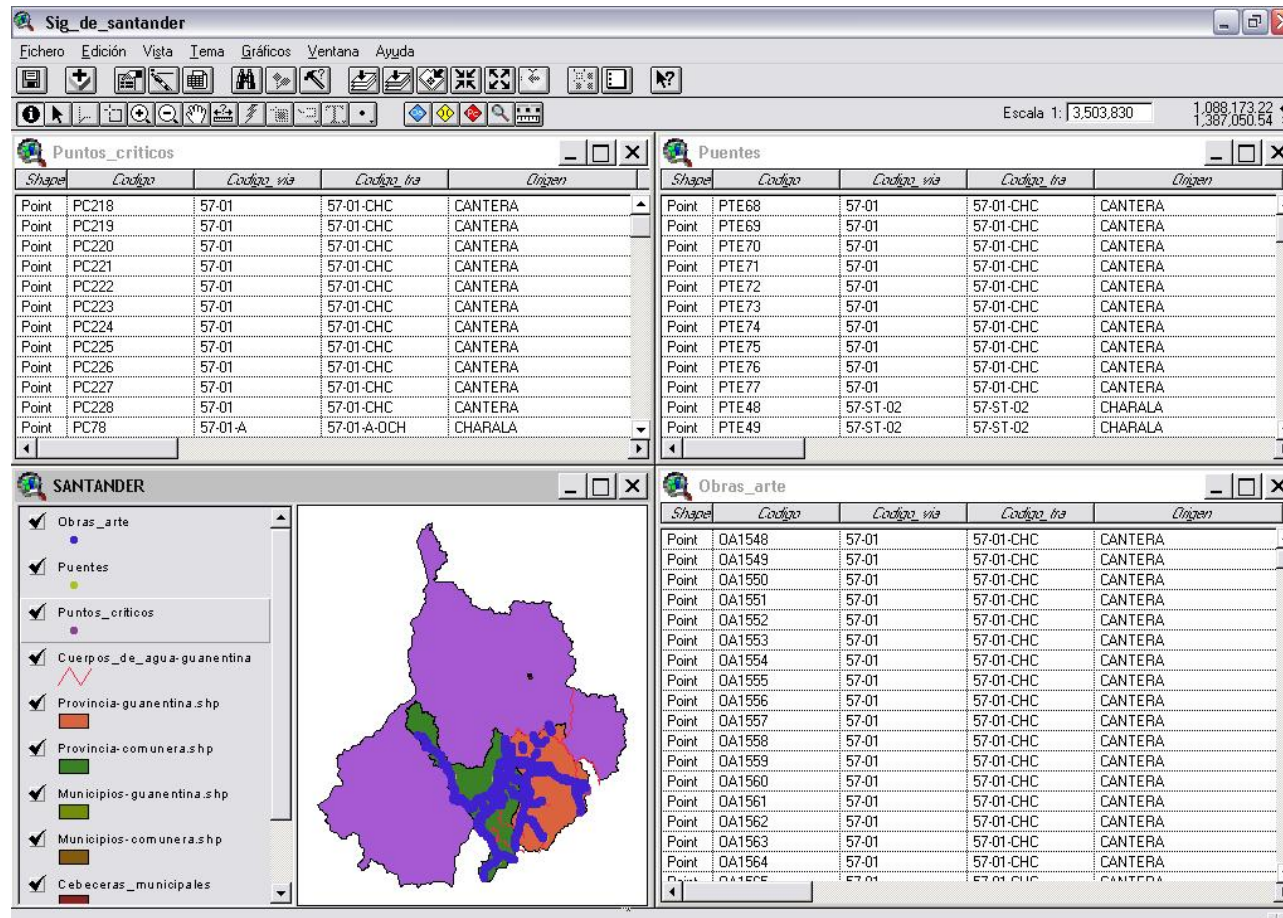 Sig_de_santander
Fichero Edición Vista Tema Gráficos Ventana Ayuda
Escala 1: 3,503,830
1,088,173.22
1,387,050.54
Puntos_criticos
Shape Codigo Codigo_via Codigo_tra Origen
Point PC218 57-01 57-01-CHC CANTERA
Point PC219 57-01 57-01-CHC CANTERA
Point PC220 57-01 57-01-CHC CANTERA
Point PC221 57-01 57-01-CHC CANTERA
Point PC222 57-01 57-01-CHC CANTERA
Point PC223 57-01 57-01-CHC CANTERA
Point PC224 57-01 57-01-CHC CANTERA
Point PC225 57-01 57-01-CHC CANTERA
Point PC226 57-01 57-01-CHC CANTERA
Point PC227 57-01 57-01-CHC CANTERA
Point PC228 57-01 57-01-CHC CANTERA
Point PC78 57-01-A 57-01-A-OCH CHARALA
Puentes
Shape Codigo Codigo_via Codigo_tra Origen
Point PTE68 57-01 57-01-CHC CANTERA
Point PTE69 57-01 57-01-CHC CANTERA
Point PTE70 57-01 57-01-CHC CANTERA
Point PTE71 57-01 57-01-CHC CANTERA
Point PTE72 57-01 57-01-CHC CANTERA
Point PTE73 57-01 57-01-CHC CANTERA
Point PTE74 57-01 57-01-CHC CANTERA
Point PTE75 57-01 57-01-CHC CANTERA
Point PTE76 57-01 57-01-CHC CANTERA
Point PTE77 57-01 57-01-CHC CANTERA
Point PTE48 57-ST-02 57-ST-02 CHARALA
Point PTE49 57-ST-02 57-ST-02 CHARALA
SANTANDER
Obras_arte
Puentes
Puntos_criticos
Cuerpos_de_agua-guanentina
Provincia-guanentina.shp
Provincia-comunera.shp
Municipios-guanentina.shp
Municipios-comunera.shp
Cebeceras_municipales
Obras_arte
Shape Codigo Codigo_via Codigo_tra Origen
Point OA1548 57-01 57-01-CHC CANTERA
Point OA1549 57-01 57-01-CHC CANTERA
Point OA1550 57-01 57-01-CHC CANTERA
Point OA1551 57-01 57-01-CHC CANTERA
Point OA1552 57-01 57-01-CHC CANTERA
Point OA1553 57-01 57-01-CHC CANTERA
Point OA1554 57-01 57-01-CHC CANTERA
Point OA1555 57-01 57-01-CHC CANTERA
Point OA1556 57-01 57-01-CHC CANTERA
Point OA1557 57-01 57-01-CHC CANTERA
Point OA1558 57-01 57-01-CHC CANTERA
Point OA1559 57-01 57-01-CHC CANTERA
Point OA1560 57-01 57-01-CHC CANTERA
Point OA1561 57-01 57-01-CHC CANTERA
Point OA1562 57-01 57-01-CHC CANTERA
Point OA1563 57-01 57-01-CHC CANTERA
Point OA1564 57-01 57-01-CHC CANTERA